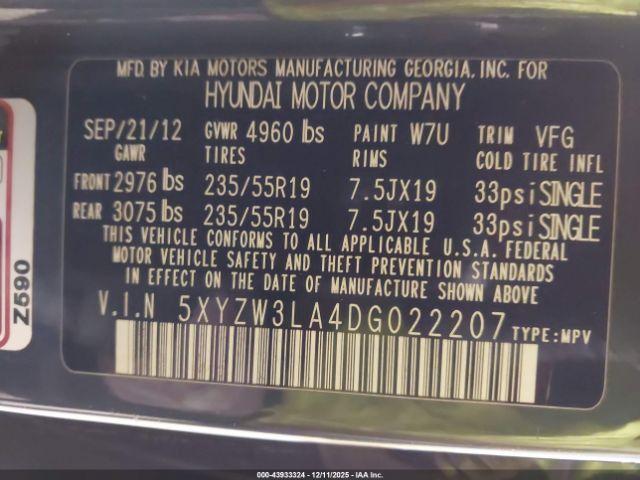 MFD. BY KIA MOTORS MANUFACTURING GEORGIA, INC. FOR
HYUNDAI MOTOR COMPANY
SEP/21/12 GVWR 4960 lbs PAINT W7U TRIM VFG
GAWR TIRES RIMS COLD TIRE INFL
FRONT 2976 lbs 235/55R19 7.5JX19 33psi SINGLE
REAR 3075 lbs 235/55R19 7.5JX19 33psi SINGLE
THIS VEHICLE CONFORMS TO ALL APPLICABLE U.S.A. FEDERAL
MOTOR VEHICLE SAFETY AND THEFT PREVENTION STANDARDS
IN EFFECT ON THE DATE OF MANUFACTURE SHOWN ABOVE.
V.I.N 5XYZW3LA4DG022207 TYPE:MPV
Z590
000-43933324 - 12/11/2025 - IAA Inc.